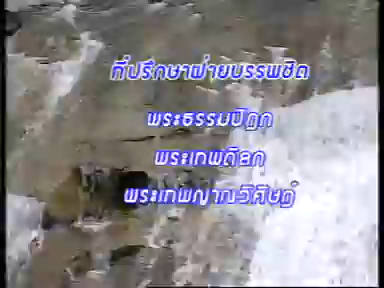 ที่ปรึกษาฝ่ายบรรพชิต
พระธรรมปิฎก
พระเทพดิลก
พระเทพญาณวิศิษฏ์